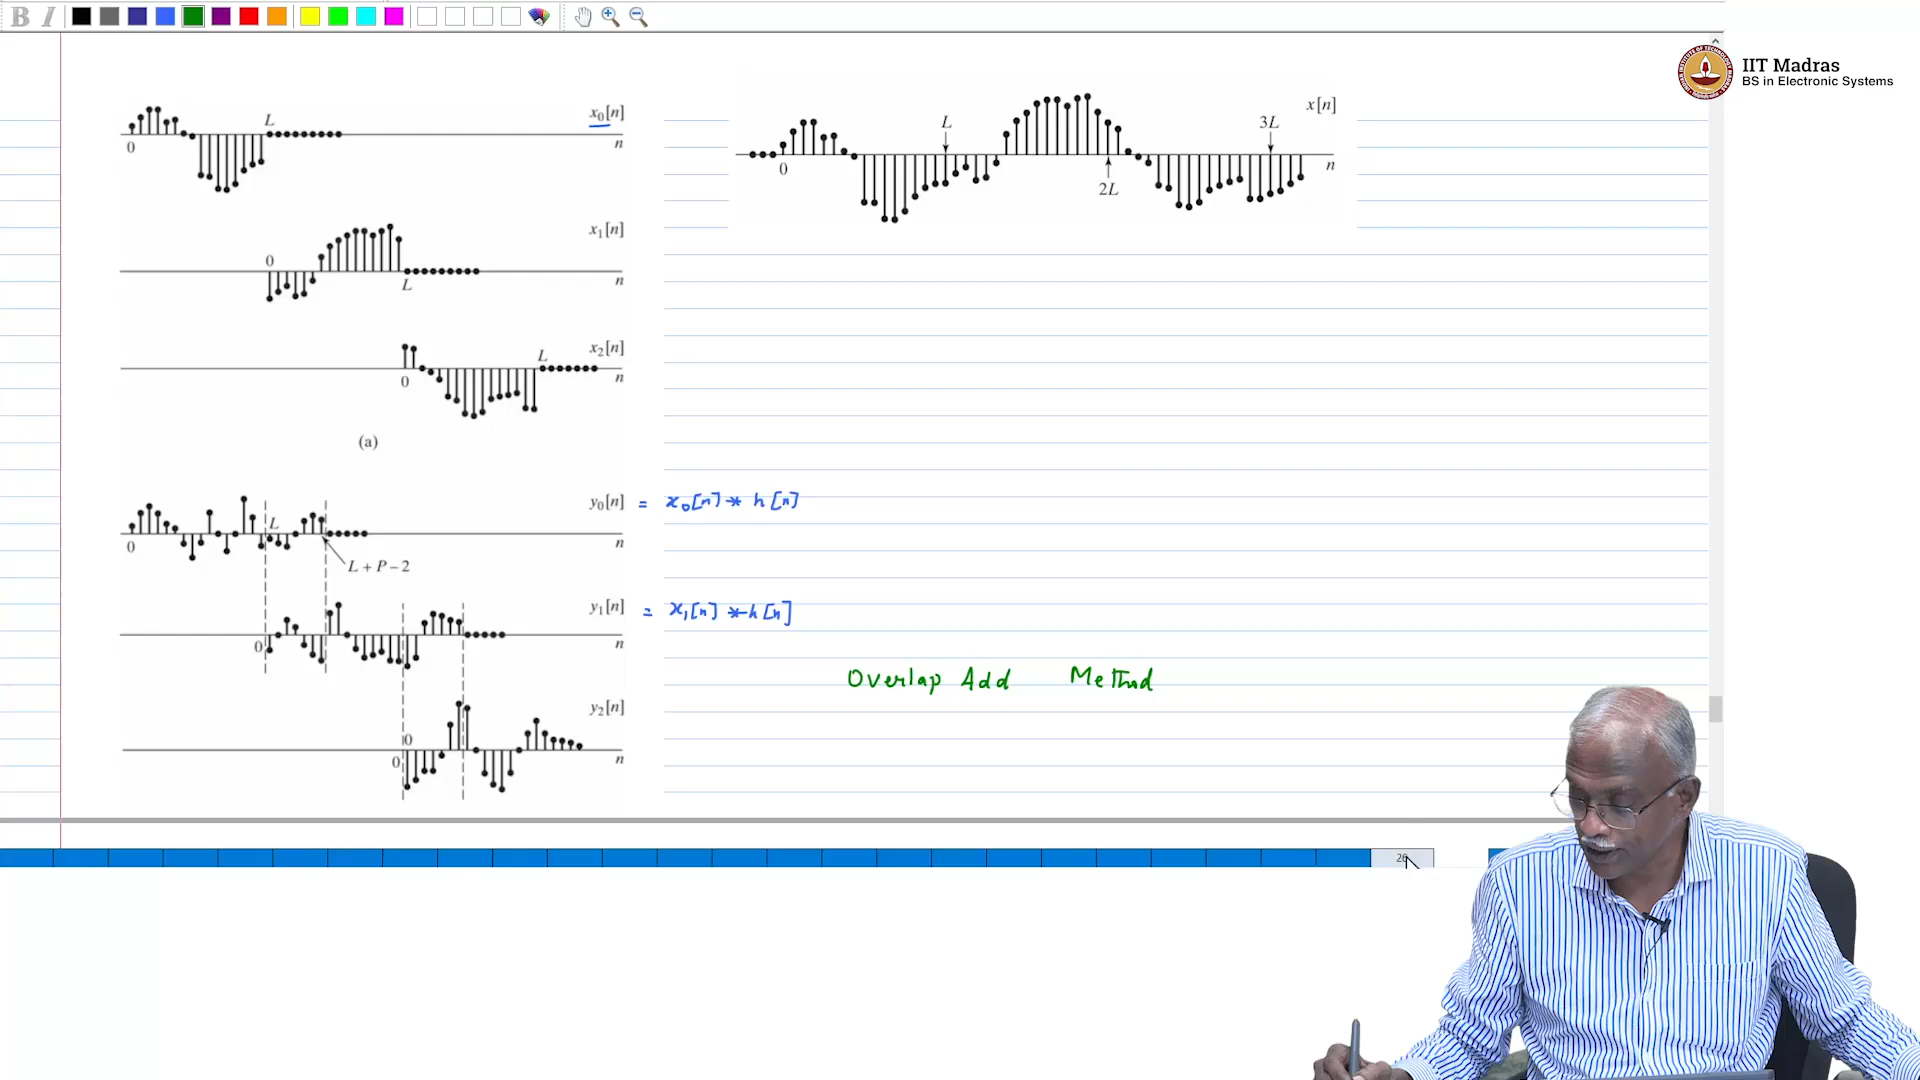 B I
IIT Madras
BS in Electronic Systems
L
x₀[n]
0
n
x₁[n]
0
L
n
x₂[n]
L
0
n
(a)
x[n]
L
3L
0
n
2L
y₀[n] = x₀[n] * h[n]
L
0
n
L + P – 2
y₁[n] = x₁[n] * h[n]
0
n
Overlap Add Method
y₂[n]
0
0
n
26